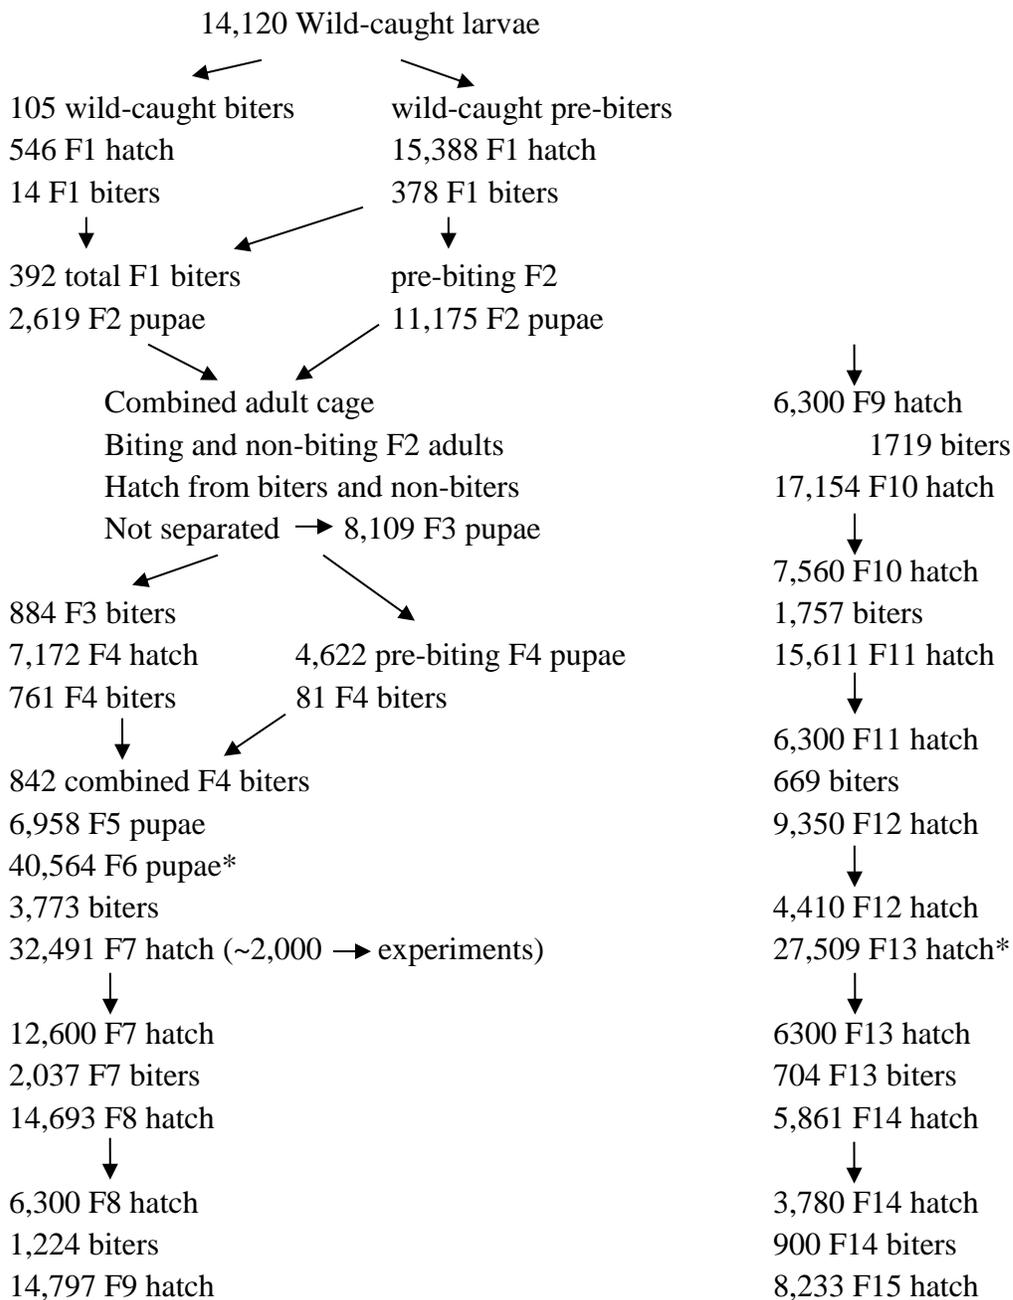 14,120 Wild-caught larvae
105 wild-caught biters
546 F1 hatch
14 F1 biters
wild-caught pre-biters
15,388 F1 hatch
378 F1 biters
392 total F1 biters
2,619 F2 pupae
pre-biting F2
11,175 F2 pupae
Combined adult cage
Biting and non-biting F2 adults
Hatch from biters and non-biters
Not separated → 8,109 F3 pupae
884 F3 biters
7,172 F4 hatch
761 F4 biters
4,622 pre-biting F4 pupae
81 F4 biters
842 combined F4 biters
6,958 F5 pupae
40,564 F6 pupae*
3,773 biters
32,491 F7 hatch (~2,000 → experiments)
12,600 F7 hatch
2,037 F7 biters
14,693 F8 hatch
6,300 F8 hatch
1,224 biters
14,797 F9 hatch
6,300 F9 hatch
1719 biters
17,154 F10 hatch
7,560 F10 hatch
1,757 biters
15,611 F11 hatch
6,300 F11 hatch
669 biters
9,350 F12 hatch
4,410 F12 hatch
27,509 F13 hatch*
6300 F13 hatch
704 F13 biters
5,861 F14 hatch
3,780 F14 hatch
900 F14 biters
8,233 F15 hatch